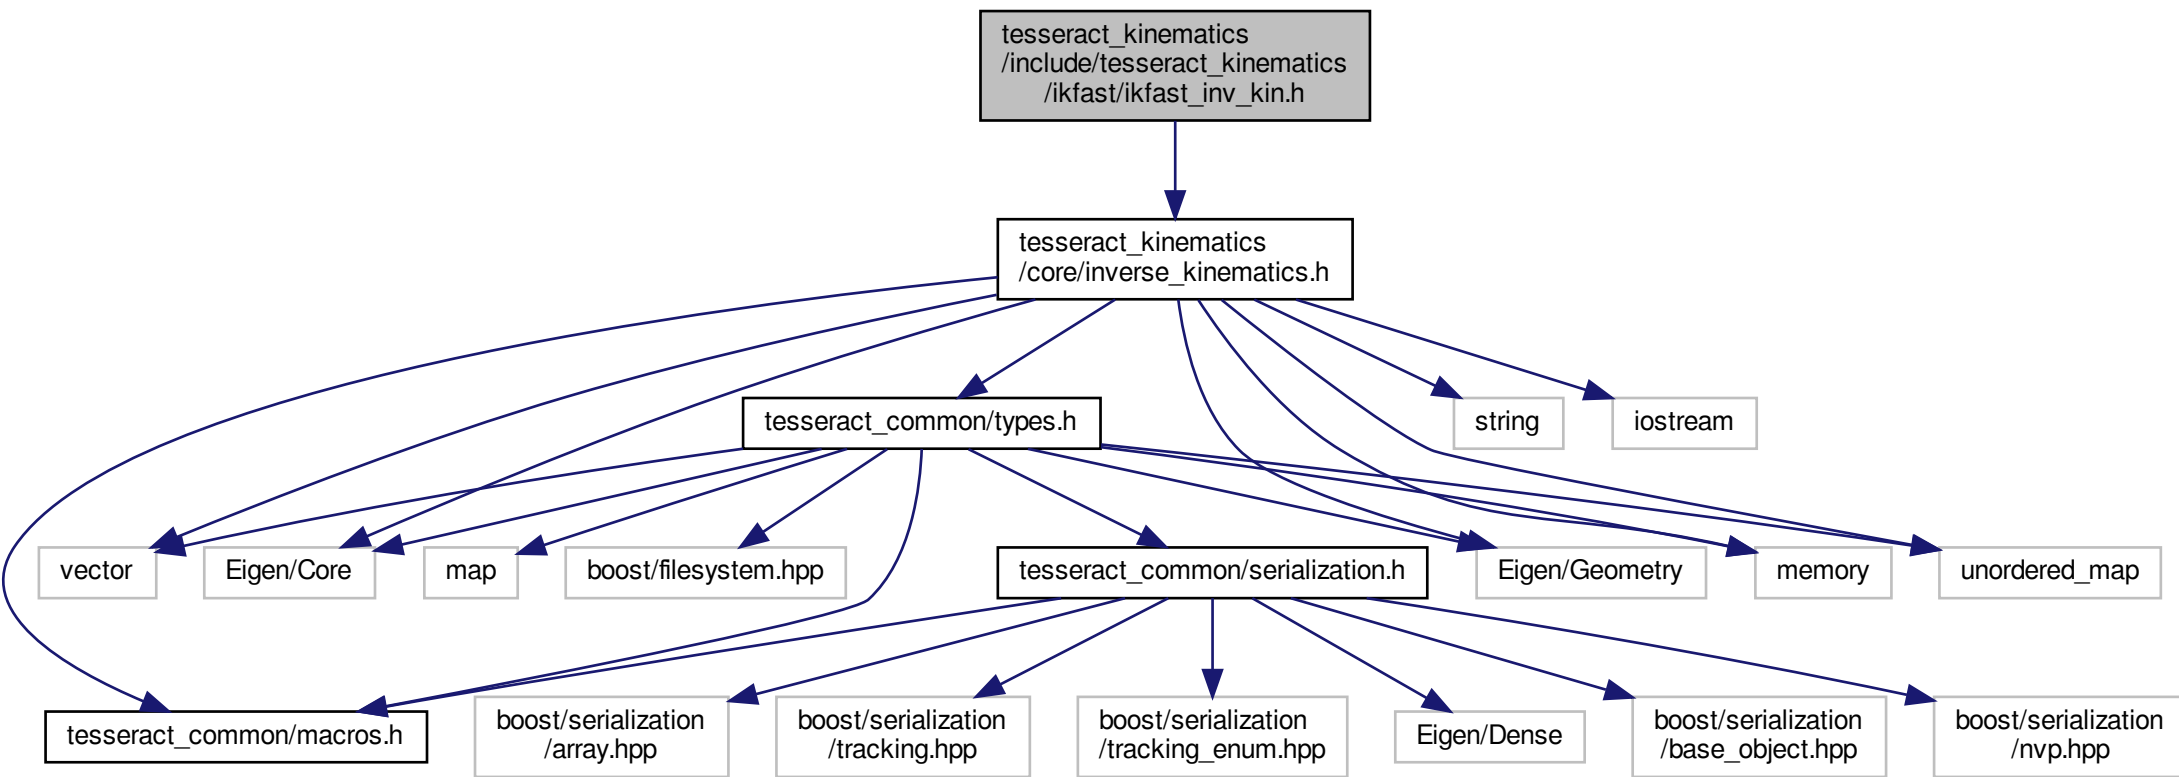 tesseract_kinematics
/include/tesseract_kinematics
/ikfast/ikfast_inv_kin.h
tesseract_kinematics
/core/inverse_kinematics.h
tesseract_common/types.h
string
iostream
vector
Eigen/Core
map
boost/filesystem.hpp
tesseract_common/serialization.h
Eigen/Geometry
memory
unordered_map
tesseract_common/macros.h
boost/serialization
/array.hpp
boost/serialization
/tracking.hpp
boost/serialization
/tracking_enum.hpp
Eigen/Dense
boost/serialization
/base_object.hpp
boost/serialization
/nvp.hpp